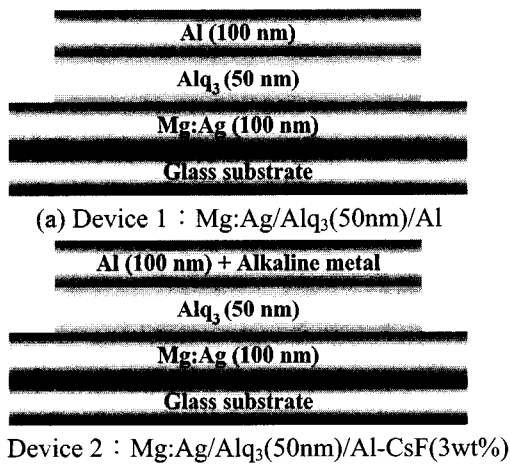 Al (100 nm)
Alq₃ (50 nm)
Mg:Ag (100 nm)
Glass substrate
(a) Device 1：Mg:Ag/Alq₃(50nm)/Al
Al (100 nm) + Alkaline metal
Alq₃ (50 nm)
Mg:Ag (100 nm)
Glass substrate
Device 2：Mg:Ag/Alq₃(50nm)/Al-CsF(3wt%)